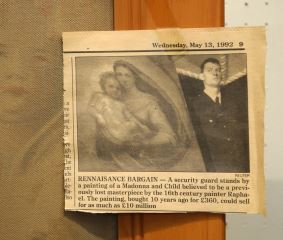 Wednesday, May 13, 1992 9
REUTER
RENNAISANCE BARGAIN — A security guard stands by
a painting of a Madonna and Child believed to be a previ-
ously lost masterpiece by the 16th century painter Rapha-
el. The painting, bought 10 years ago for £360, could sell
for as much as £10 million